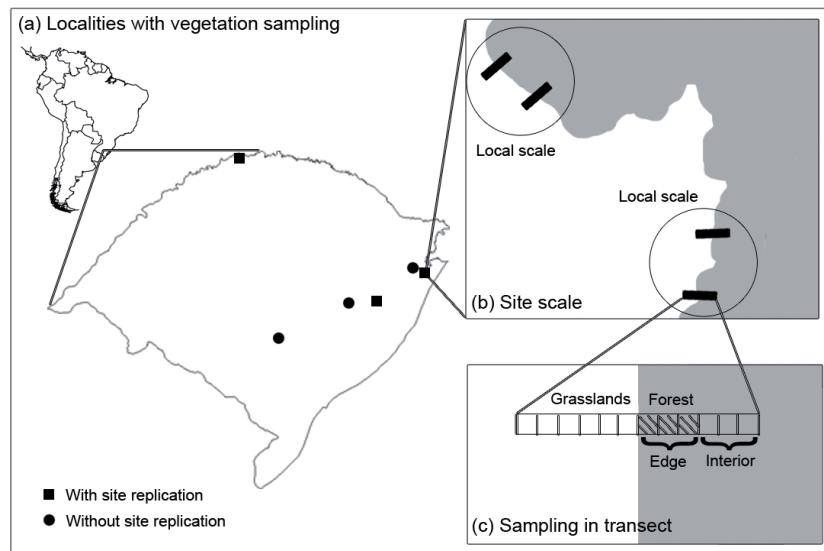 (a) Localities with vegetation sampling
With site replication
Without site replication
Local scale
Local scale
(b) Site scale
Grasslands
Forest
Edge
Interior
(c) Sampling in transect